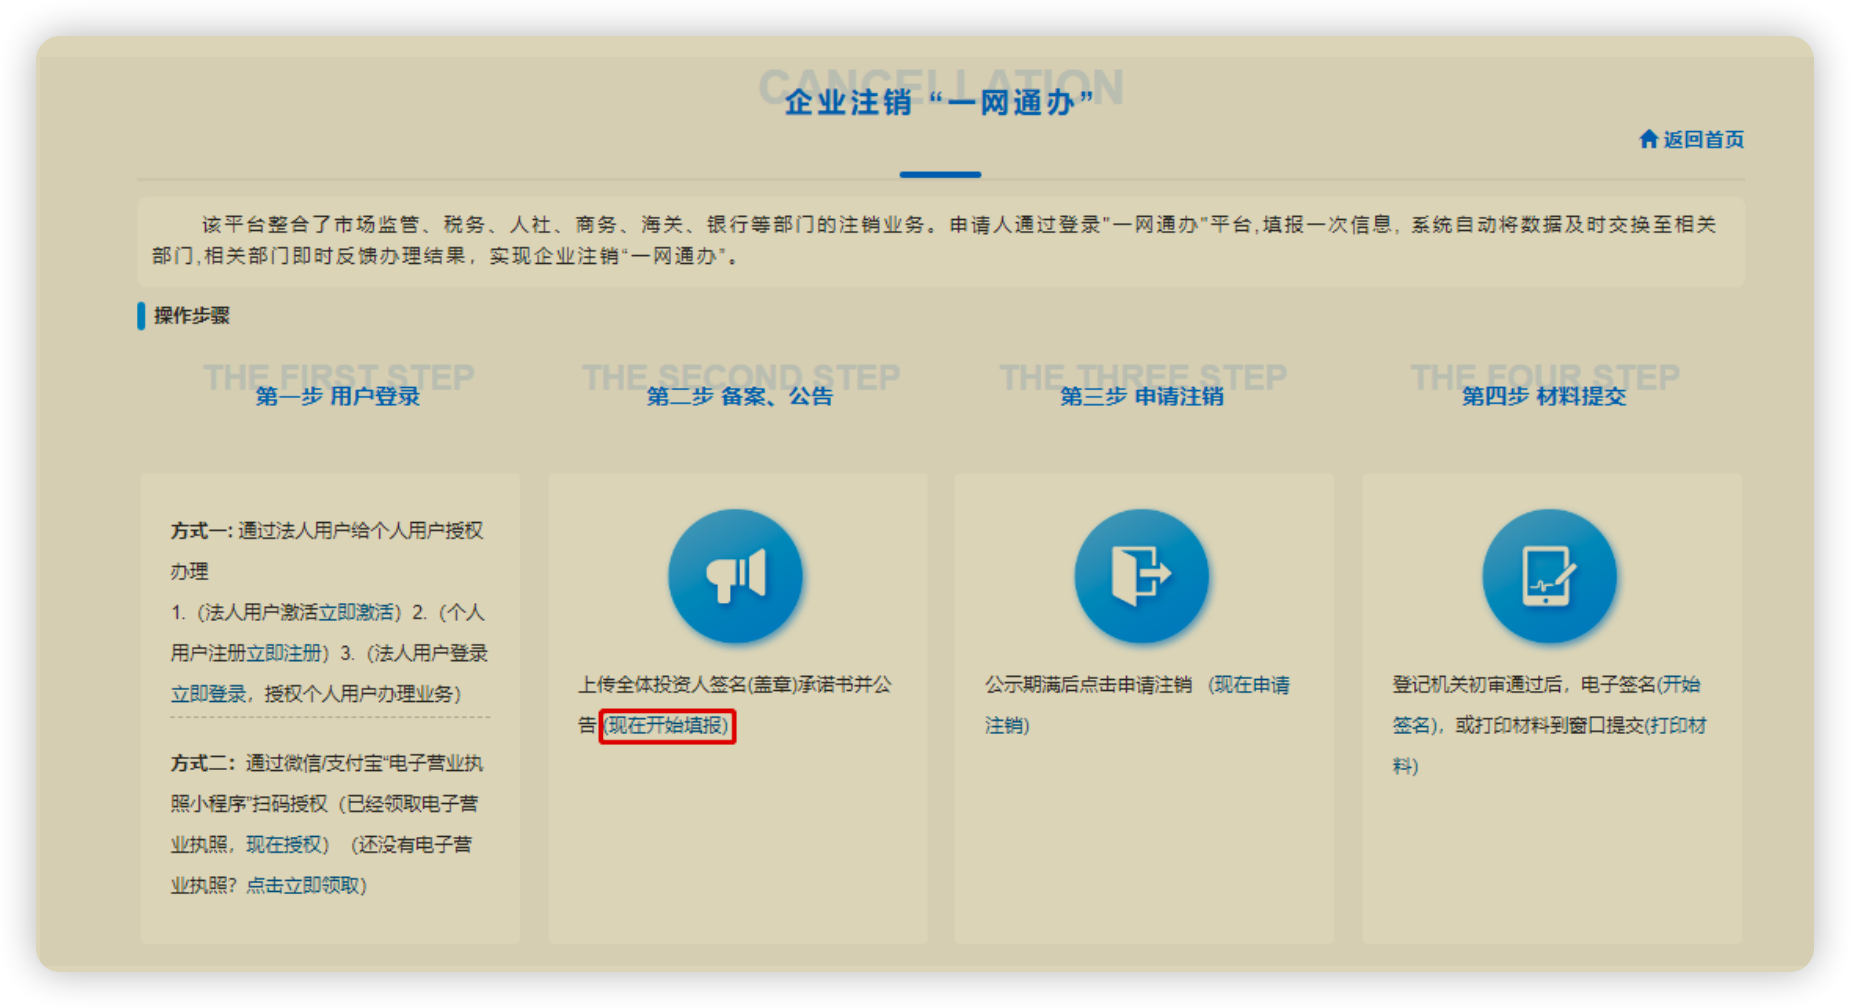 CANCELLATION
企业注销 “一网通办”
返回首页
该平台整合了市场监管、税务、人社、商务、海关、银行等部门的注销业务。申请人通过登录"一网通办"平台,填报一次信息, 系统自动将数据及时交换至相关
部门,相关部门即时反馈办理结果，实现企业注销“一网通办”。
操作步骤
THE FIRST STEP
第一步 用户登录
方式一: 通过法人用户给个人用户授权
办理
1.（法人用户激活立即激活）2.（个人
用户注册立即注册）3.（法人用户登录
立即登录，授权个人用户办理业务）
方式二：通过微信/支付宝“电子营业执
照小程序”扫码授权（已经领取电子营
业执照，现在授权）（还没有电子营
业执照？点击立即领取）
THE SECOND STEP
第二步 备案、公告
上传全体投资人签名(盖章)承诺书并公
告 (现在开始填报)
THE THREE STEP
第三步 申请注销
公示期满后点击申请注销 （现在申请
注销)
THE FOUR STEP
第四步 材料提交
登记机关初审通过后，电子签名(开始
签名)，或打印材料到窗口提交(打印材
料)